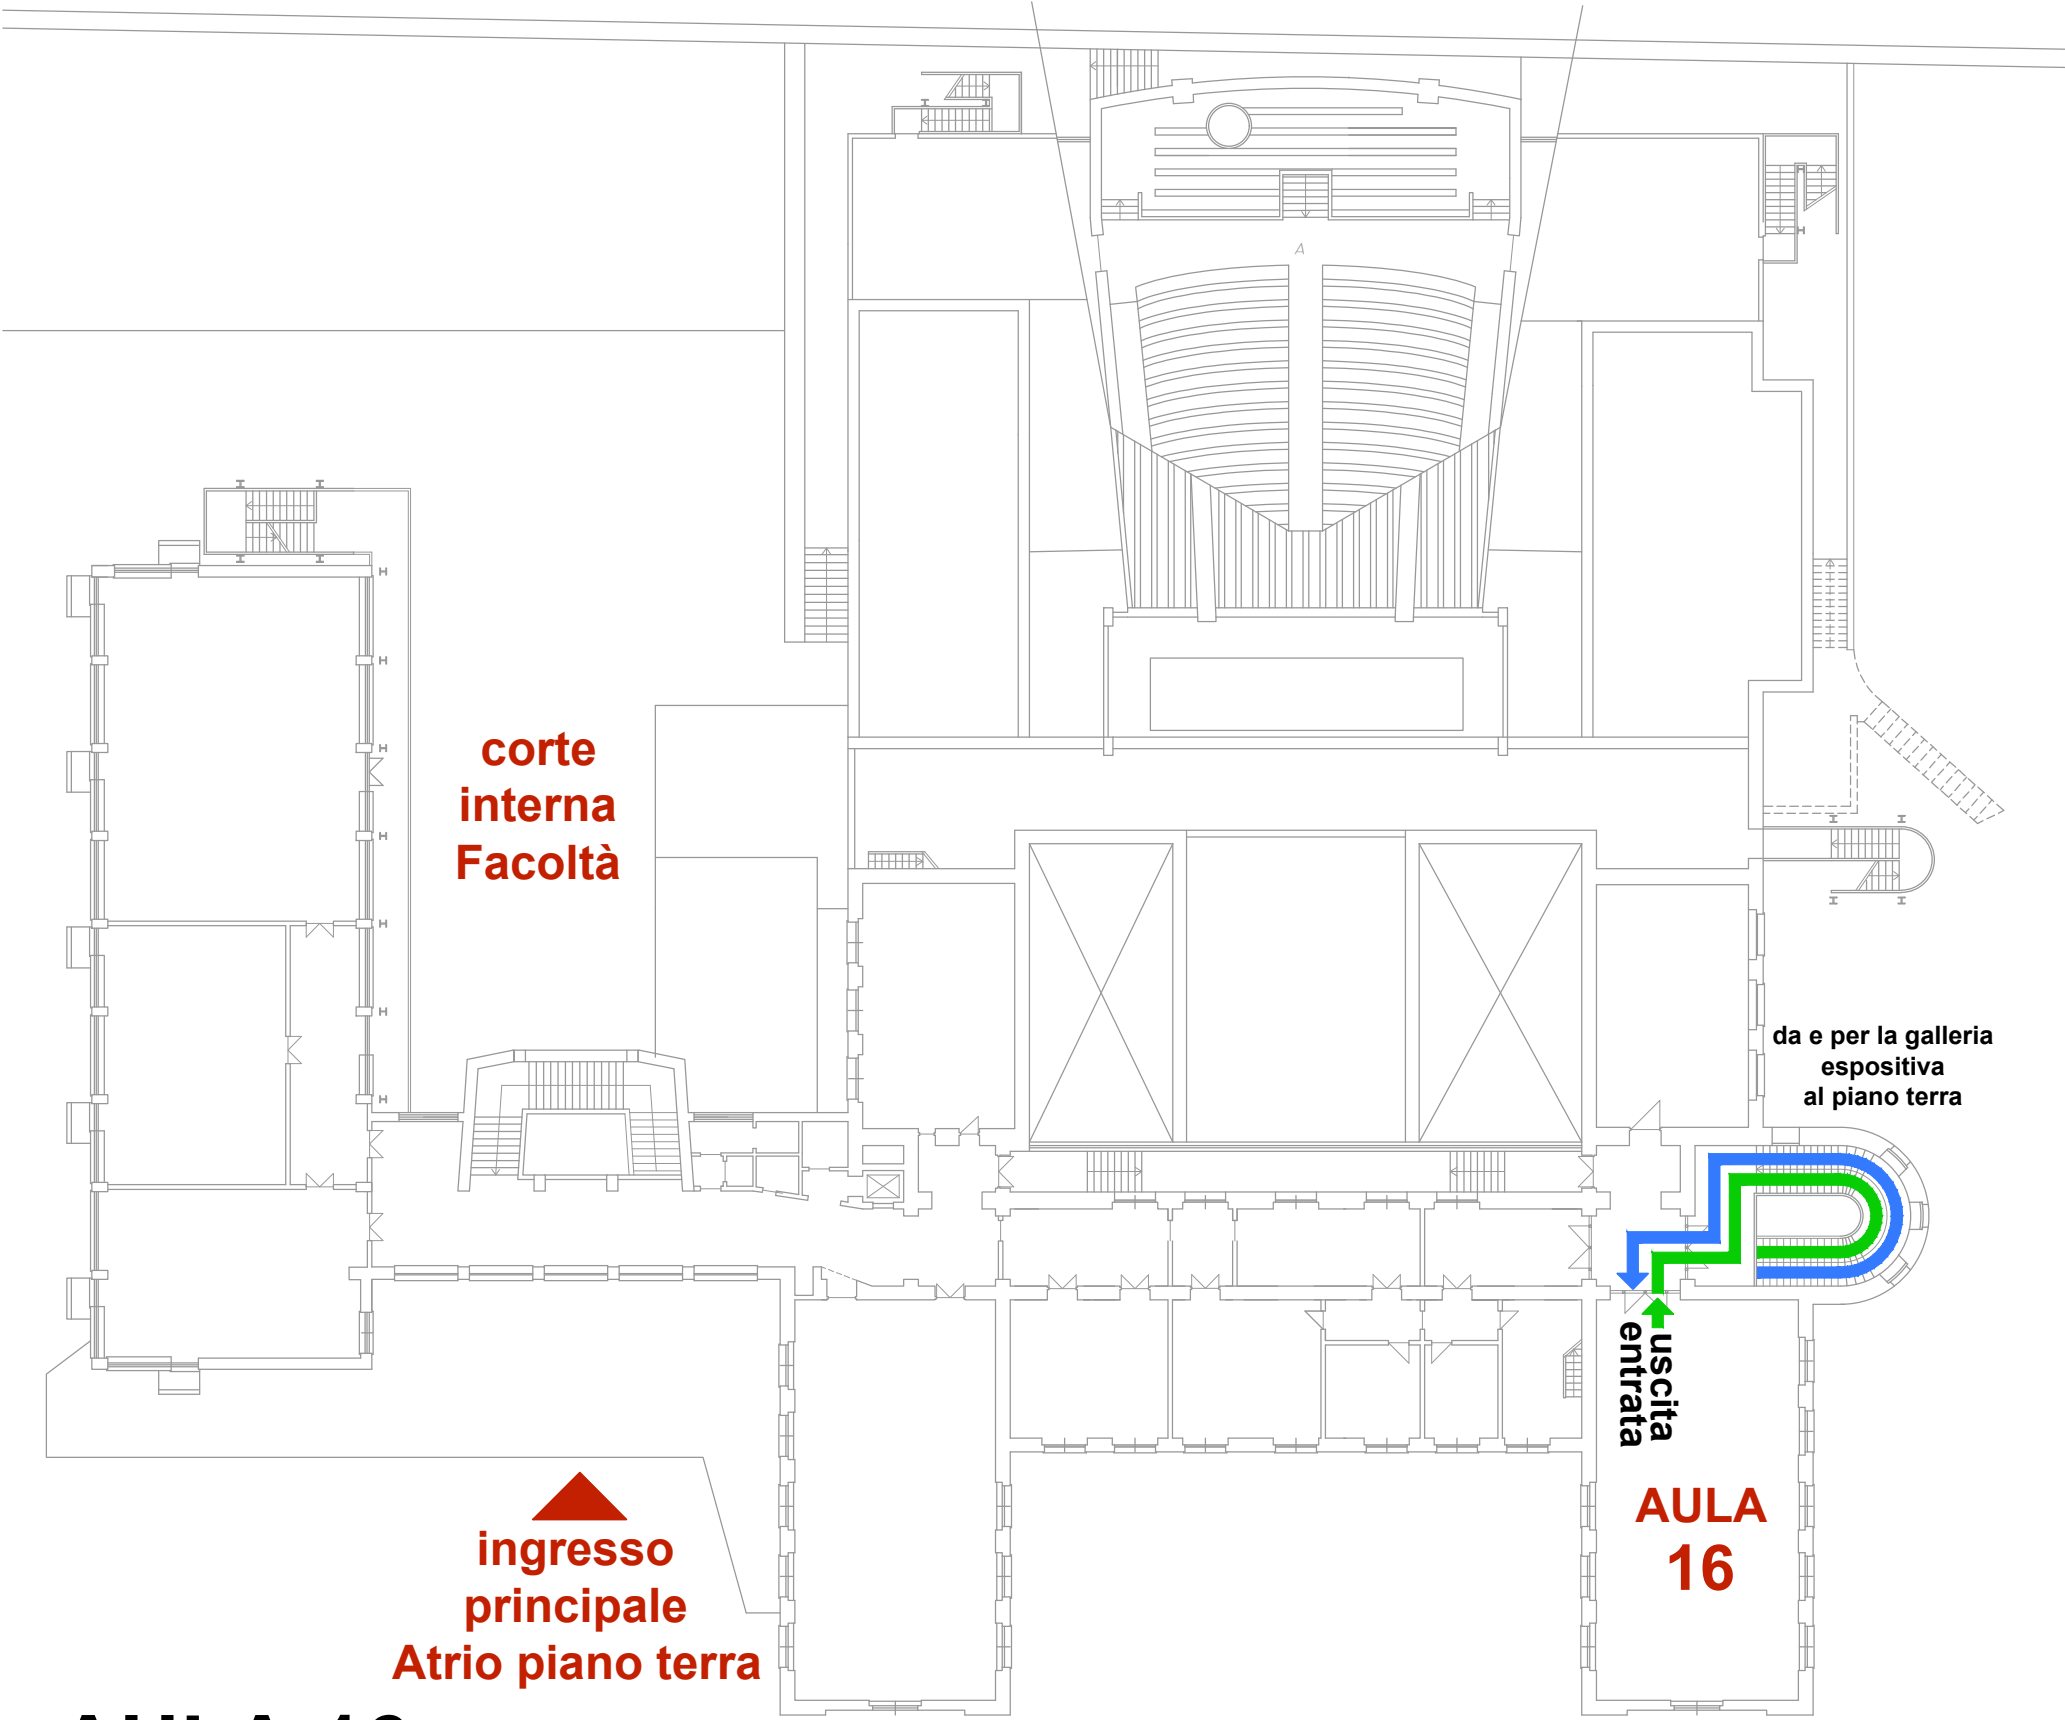 A
corte
interna
Facoltà
da e per la galleria
espositiva
al piano terra
uscita
entrata
AULA
16
ingresso
principale
Atrio piano terra